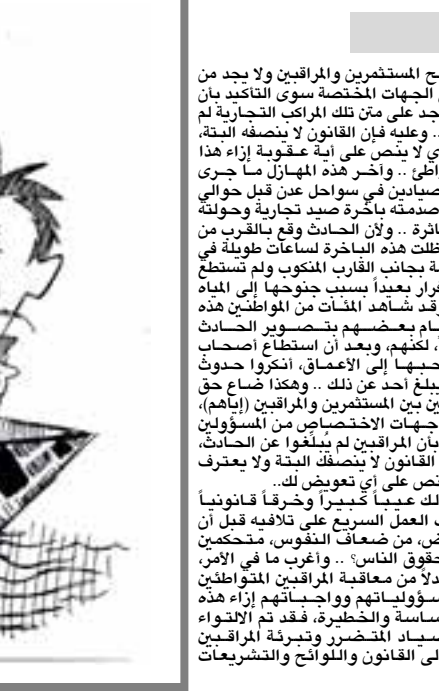 ح المستثمرين والمراقبين ولا يجد من
الجهات المختصة سوى التأكيد بأن
جد على متن تلك المراكب التجارية لم
.. وعليه فإن القانون لا ينصفه البتة،
ي لا ينص على أية عقوبة إزاء هذا
واطئ .. وآخر هذه المهازل ما جرى
صيادين في سواحل عدن قبل حوالي
صدمته باخرة صيد تجارية وحولته
اثرة .. ولأن الحادث وقع بالقرب من
ظلت هذه الباخرة لساعات طويلة في
ة بجانب القارب المنكوب ولم تستطع
فرار بعيداً بسبب جنوحها إلى المياه
وقد شاهد المئات من المواطنين هذه
ام بعضهم بتصوير الحادث
، لكنهم، وبعد أن استطاع أصحاب
حبها إلى الأعماق، أنكروا حدوث
يبلغ أحد عن ذلك .. وهكذا ضاع حق
ين بين المستثمرين والمراقبين (إياهم)،
جهات الاختصاص من المسؤولين
بأن المراقبين لم يُبلّغوا عن الحادث،
القانون لا ينصفك البتة ولا يعترف
نص على أي تعويض لك..
لك عيباً كبيراً وخرقاً قانونياً
ب العمل السريع على تلافيه قبل أن
ض، من ضعاف النفوس، متحكمين
حقوق الناس؟ .. وأغرب ما في الأمر،
دلاً من معاقبة المراقبين المتواطئين
سؤولياتهم وواجباتهم إزاء هذه
ساسة والخطيرة، فقد تم الالتواء
سياد المتضرر وتبرئة المراقبين
لى القانون واللوائح والتشريعات